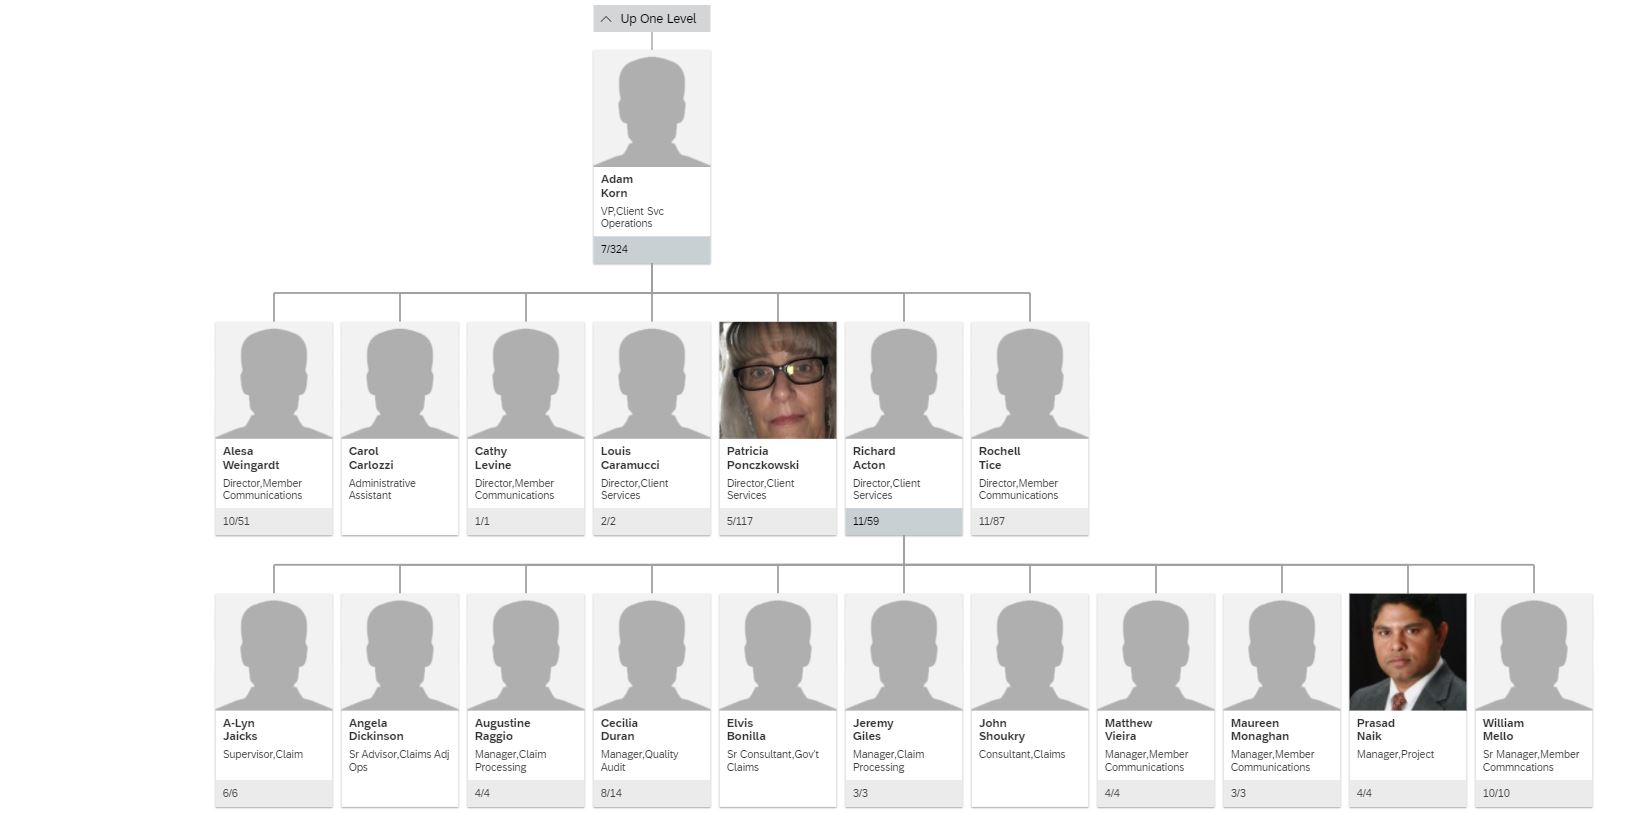 Up One Level
Adam
Korn
VP,Client Svc
Operations
7/324
Alesa
Weingardt
Director,Member
Communications
10/51
Carol
Carlozzi
Administrative
Assistant
Cathy
Levine
Director,Member
Communications
1/1
Louis
Caramucci
Director,Client
Services
2/2
Patricia
Ponczkowski
Director,Client
Services
5/117
Richard
Acton
Director,Client
Services
11/59
Rochell
Tice
Director,Member
Communications
11/87
A-Lyn
Jaicks
Supervisor,Claim
6/6
Angela
Dickinson
Sr Advisor,Claims Adj
Ops
Augustine
Raggio
Manager,Claim
Processing
4/4
Cecilia
Duran
Manager,Quality
Audit
8/14
Elvis
Bonilla
Sr Consultant,Gov't
Claims
Jeremy
Giles
Manager,Claim
Processing
3/3
John
Shoukry
Consultant,Claims
Matthew
Vieira
Manager,Member
Communications
4/4
Maureen
Monaghan
Manager,Member
Communications
3/3
Prasad
Naik
Manager,Project
4/4
William
Mello
Sr Manager,Member
Commncations
10/10